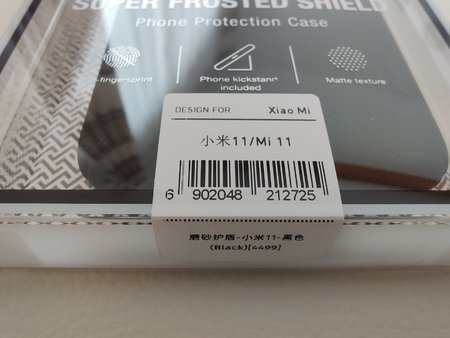 SUPER FROSTED SHIELD
Phone Protection Case
-fingersprint
Phone kickstand
included
Matte texture
DESIGN FOR
Xiao Mi
小米11/Mi 11
6 902048 212725
磨砂护盾-小米11-黑色
(Black)[4499]